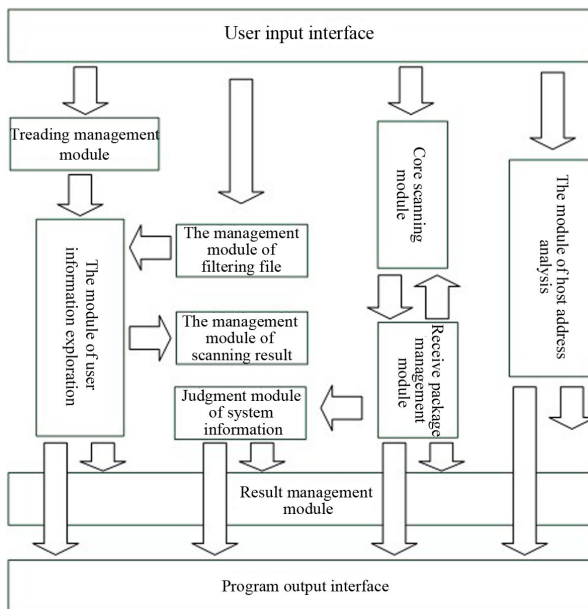 User input interface
Treading management
module
Core scanning
module
The module of host address
analysis
The module of user
information exploration
The management
module of
filtering file
The management
module of
scanning result
Receive package
management
module
Judgment module
of system
information
Result management
module
Program output interface